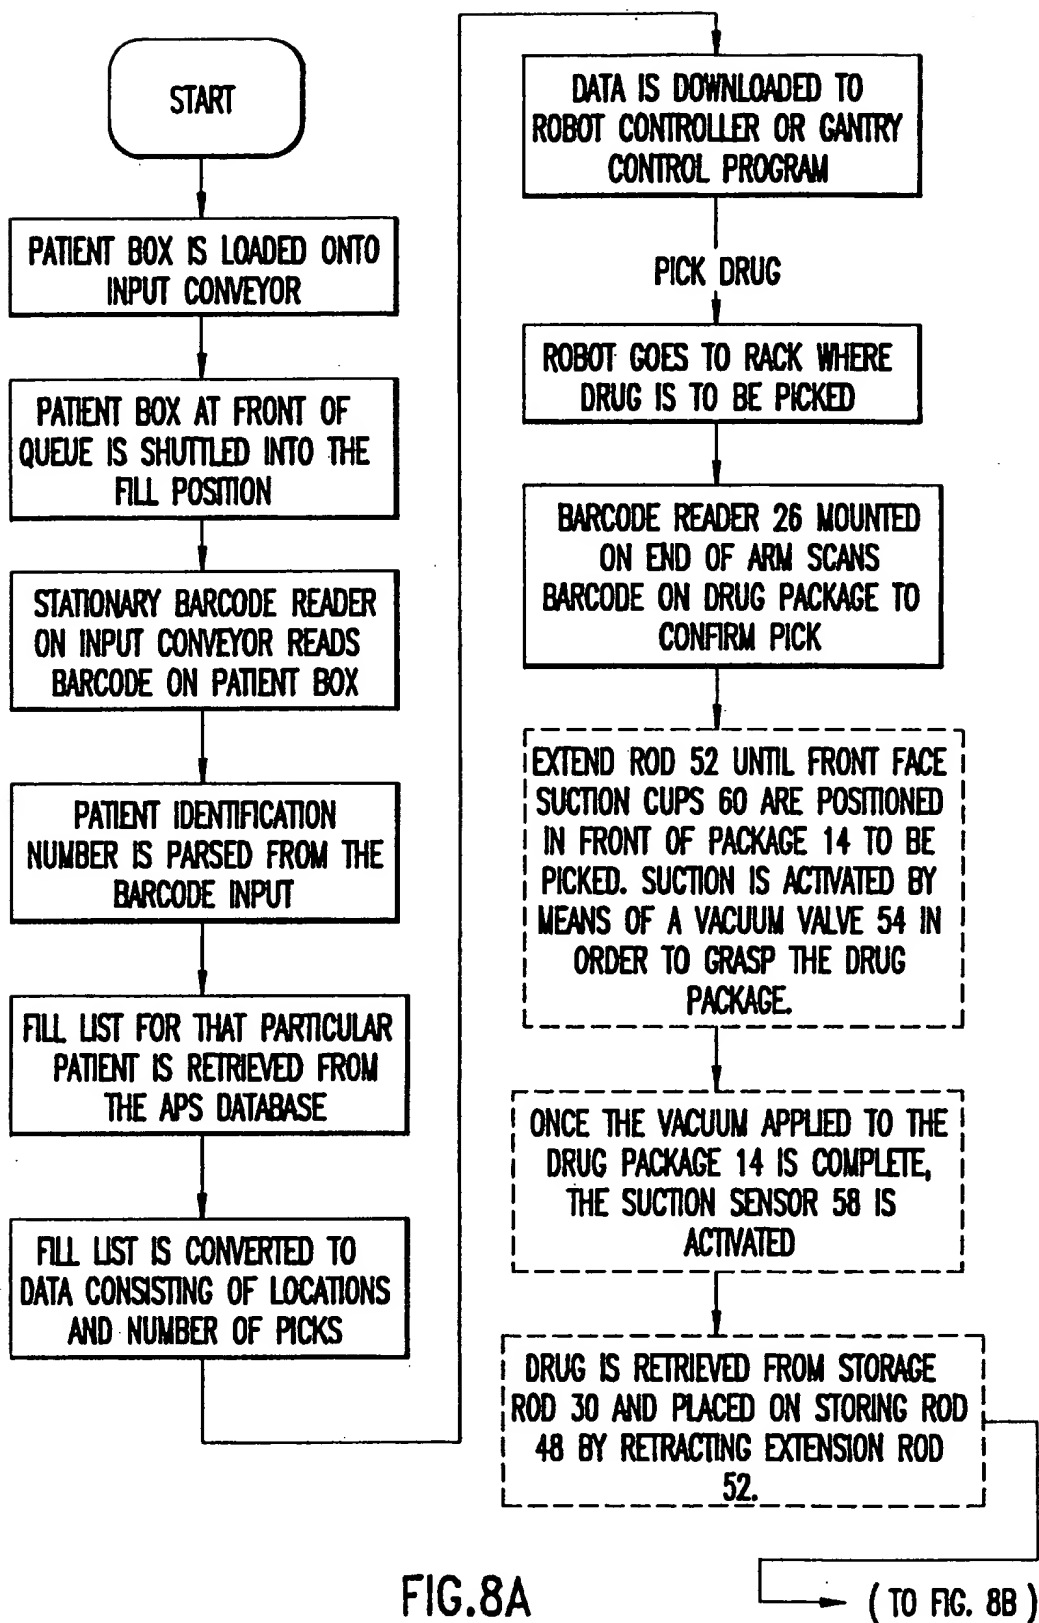 START
PATIENT BOX IS LOADED ONTO
INPUT CONVEYOR
PATIENT BOX AT FRONT OF
QUEUE IS SHUTTLED INTO THE
FILL POSITION
STATIONARY BARCODE READER
ON INPUT CONVEYOR READS
BARCODE ON PATIENT BOX
PATIENT IDENTIFICATION
NUMBER IS PARSED FROM THE
BARCODE INPUT
FILL LIST FOR THAT PARTICULAR
PATIENT IS RETRIEVED FROM
THE APS DATABASE
FILL LIST IS CONVERTED TO
DATA CONSISTING OF LOCATIONS
AND NUMBER OF PICKS
DATA IS DOWNLOADED TO
ROBOT CONTROLLER OR GANTRY
CONTROL PROGRAM
PICK DRUG
ROBOT GOES TO RACK WHERE
DRUG IS TO BE PICKED
BARCODE READER 26 MOUNTED
ON END OF ARM SCANS
BARCODE ON DRUG PACKAGE TO
CONFIRM PICK
EXTEND ROD 52 UNTIL FRONT FACE
SUCTION CUPS 60 ARE POSITIONED
IN FRONT OF PACKAGE 14 TO BE
PICKED. SUCTION IS ACTIVATED BY
MEANS OF A VACUUM VALVE 54 IN
ORDER TO GRASP THE DRUG
PACKAGE.
ONCE THE VACUUM APPLIED TO THE
DRUG PACKAGE 14 IS COMPLETE,
THE SUCTION SENSOR 58 IS
ACTIVATED
DRUG IS RETRIEVED FROM STORAGE
ROD 30 AND PLACED ON STORING ROD
48 BY RETRACTING EXTENSION ROD
52.
FIG.8A
( TO FIG. 8B )